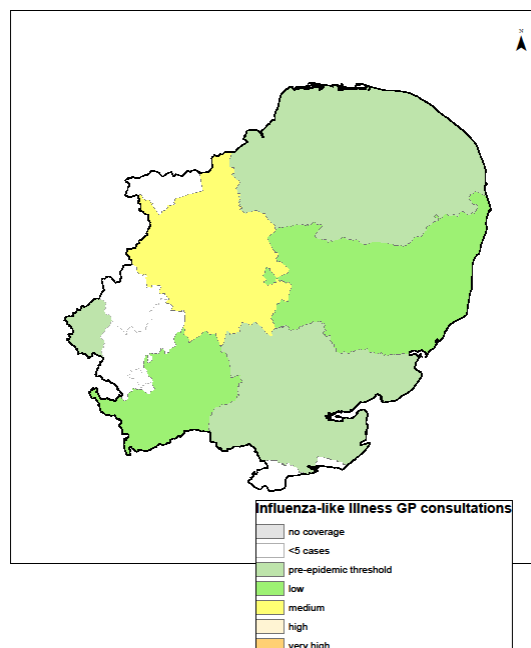 N
Influenza-like Illness GP consultations
no coverage
<5 cases
pre-epidemic threshold
low
medium
high
very high